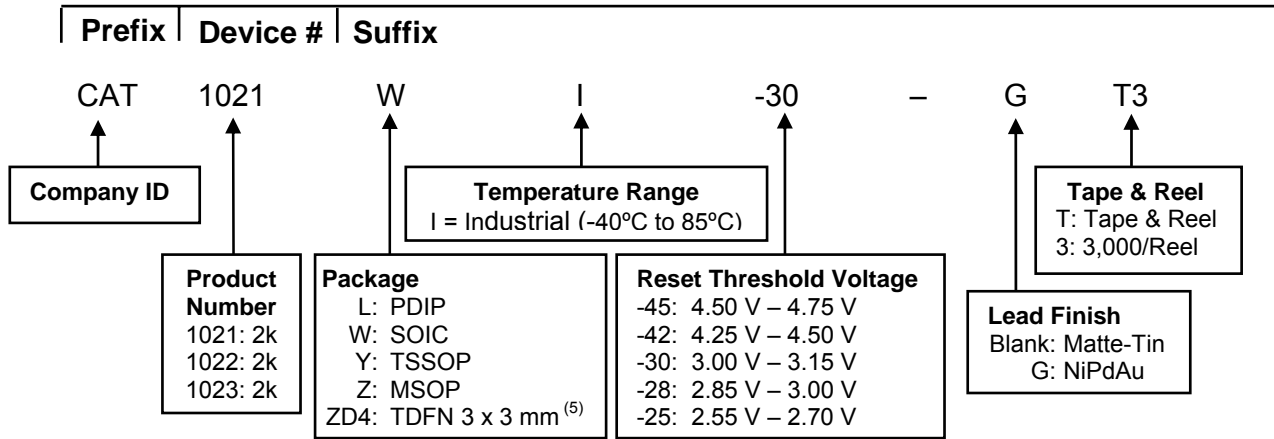 Prefix Device # Suffix
CAT 1021 W I -30 – G T3
Company ID
Temperature Range
I = Industrial (-40ºC to 85ºC)
Tape & Reel
T: Tape & Reel
3: 3,000/Reel
Product
Number
1021: 2k
1022: 2k
1023: 2k
Package
L: PDIP
W: SOIC
Y: TSSOP
Z: MSOP
ZD4: TDFN 3 x 3 mm (5)
Reset Threshold Voltage
-45: 4.50 V – 4.75 V
-42: 4.25 V – 4.50 V
-30: 3.00 V – 3.15 V
-28: 2.85 V – 3.00 V
-25: 2.55 V – 2.70 V
Lead Finish
Blank: Matte-Tin
G: NiPdAu